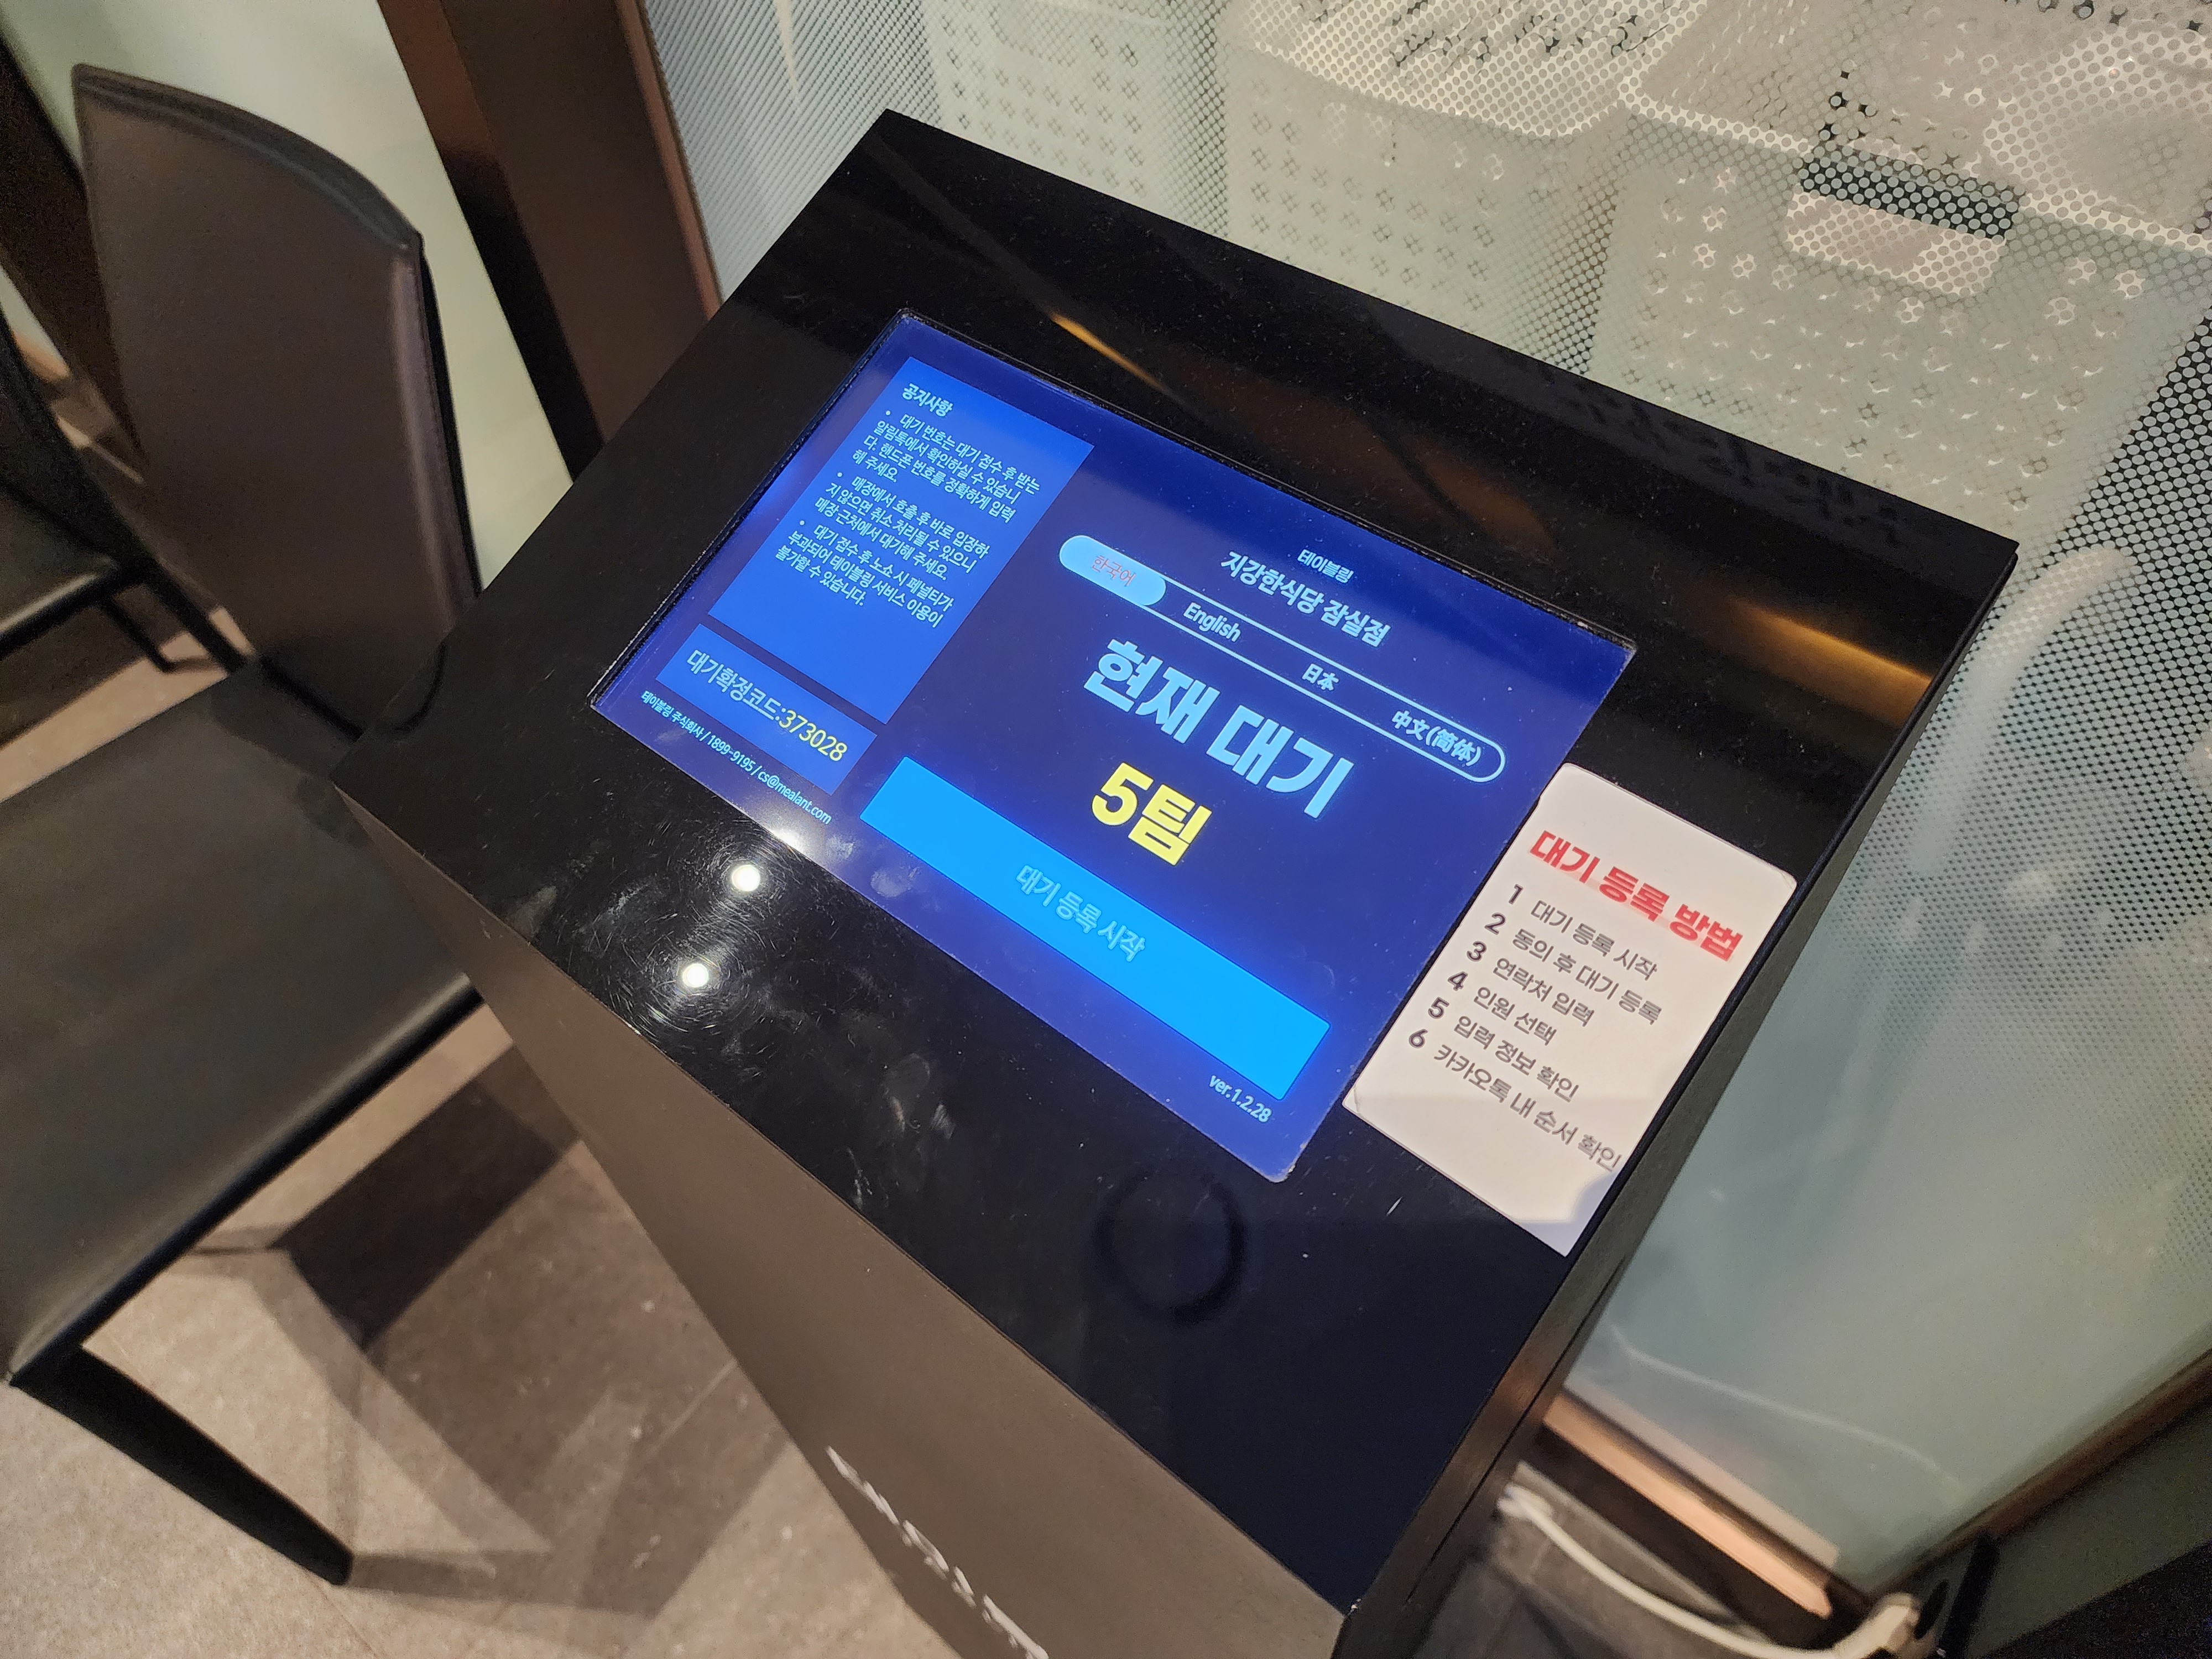 공지사항
• 대기 번호는 대기 접수 후 받는
알림톡에서 확인하실 수 있습니
다. 핸드폰 번호를 정확하게 입력
해 주세요.
• 매장에서 호출 후 바로 입장하
지 않으면 취소 처리될 수 있으니
매장 근처에서 대기해 주세요.
• 대기 접수 후 노쇼 시 패널티가
부과되어 테이블링 서비스 이용이
불가할 수 있습니다.
대기확정코드:373028
테이블링 주식회사 / 1899-9195 / cs@mealant.com
테이블링
지강한식당 잠실점
한국어 English 日本 中文(简体)
현재 대기
5팀
대기 등록 시작
ver.1.2.28
대기 등록 방법
1 대기 등록 시작
2 동의 후 대기 등록
3 연락처 입력
4 인원 선택
5 입력 정보 확인
6 카카오톡 내 순서 확인